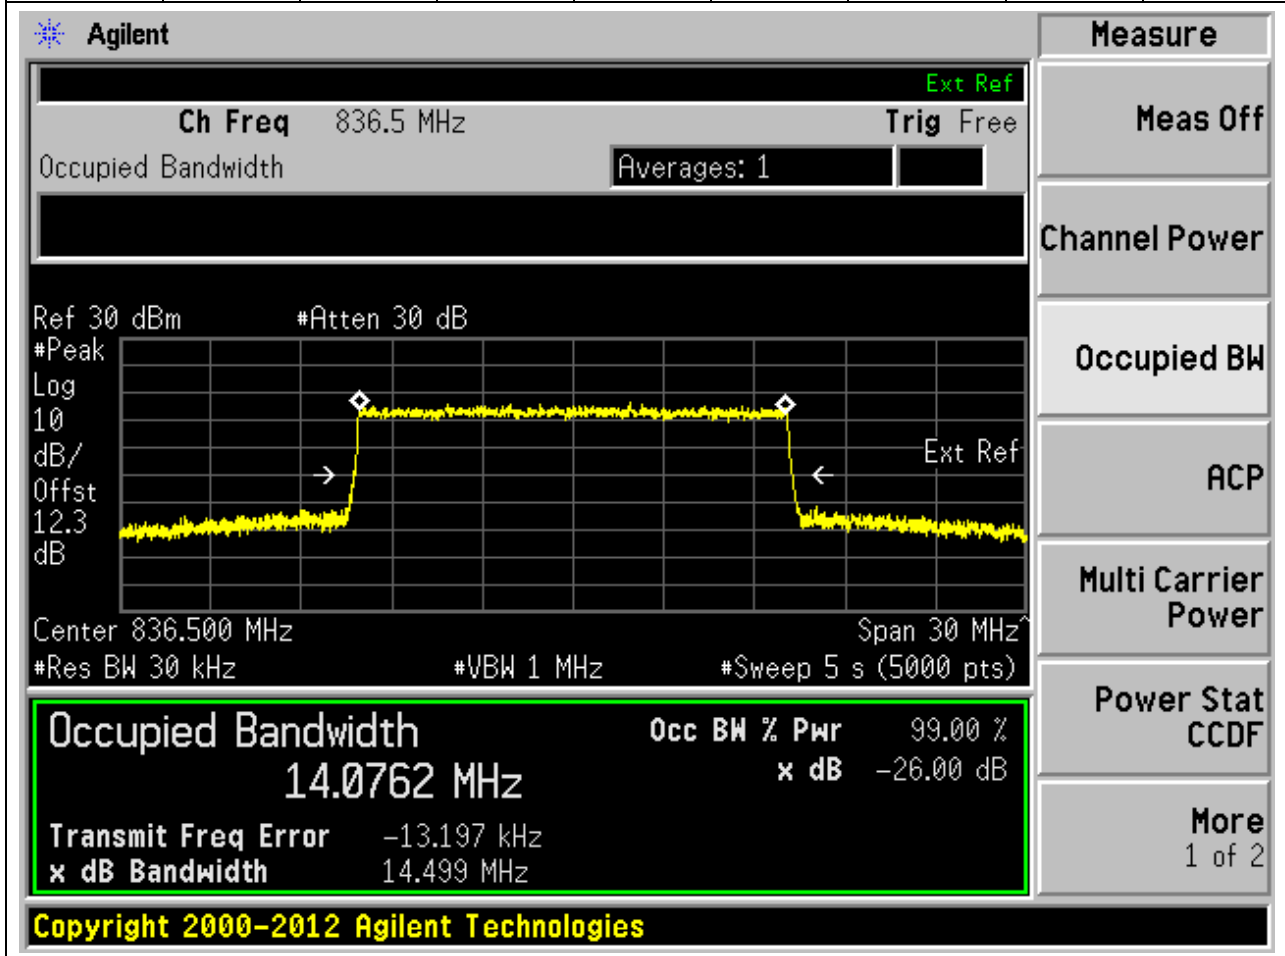 Agilent
Measure
Ext Ref
Ch Freq 836.5 MHz Trig Free
Occupied Bandwidth Averages: 1
Meas Off
Channel Power
Occupied BW
ACP
Multi Carrier
Power
Power Stat
CCDF
More
1 of 2
Ref 30 dBm #Atten 30 dB
#Peak
Log
10
dB/
Offst
12.3
dB
Ext Ref
Center 836.500 MHz Span 30 MHz^
#Res BW 30 kHz #VBW 1 MHz #Sweep 5 s (5000 pts)
Occupied Bandwidth
14.0762 MHz
Occ BW % Pwr 99.00 %
x dB -26.00 dB
Transmit Freq Error -13.197 kHz
x dB Bandwidth 14.499 MHz
Copyright 2000-2012 Agilent Technologies